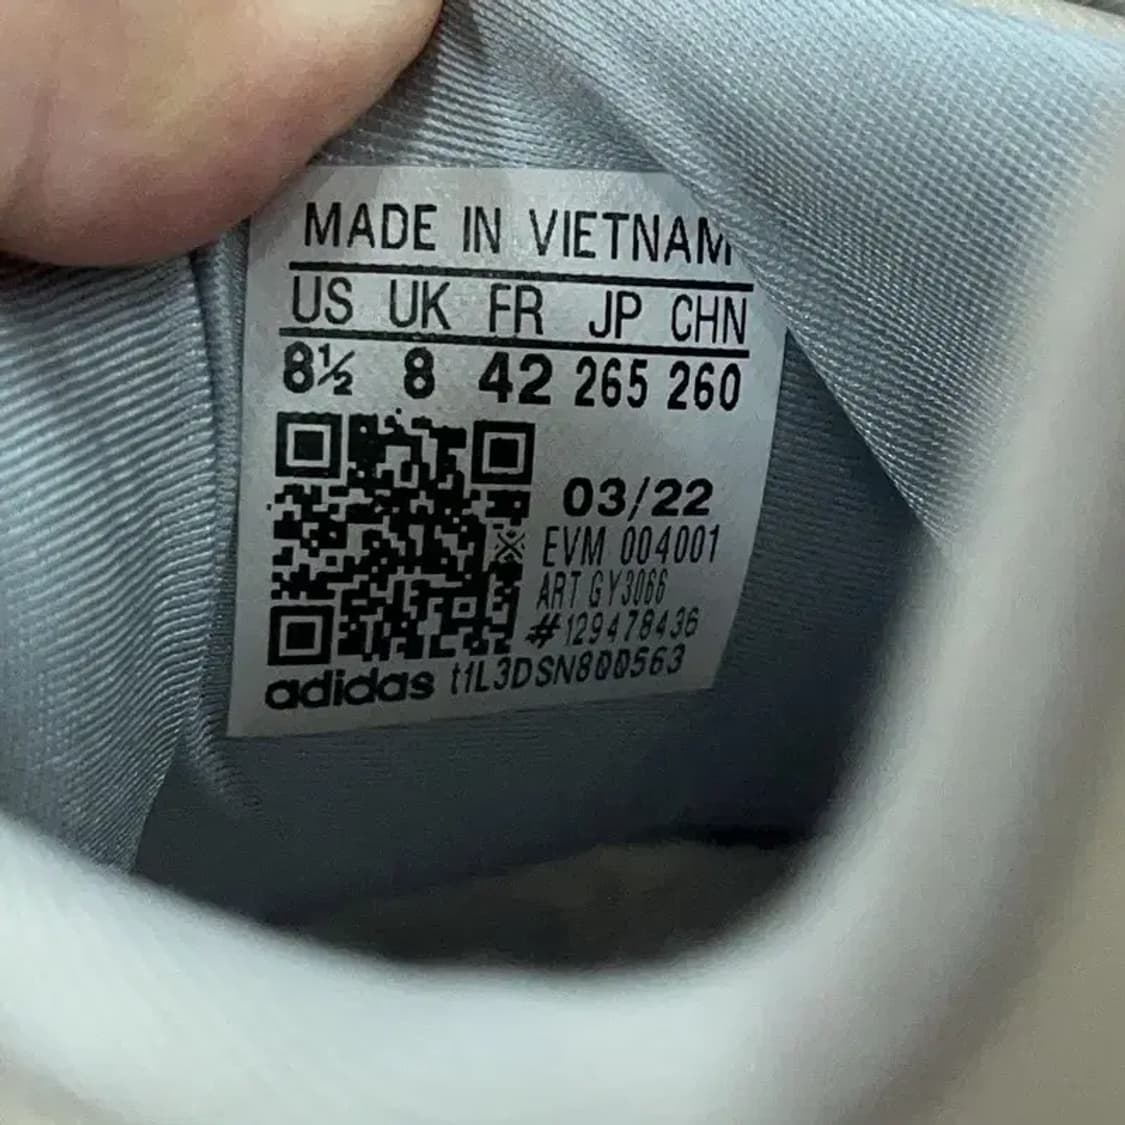 MADE IN VIETNAM
US UK FR JP CHN
8½ 8 42 265 260
03/22
EVM 004001
ART GY3066
#129478436
adidas t1L3DSN800563